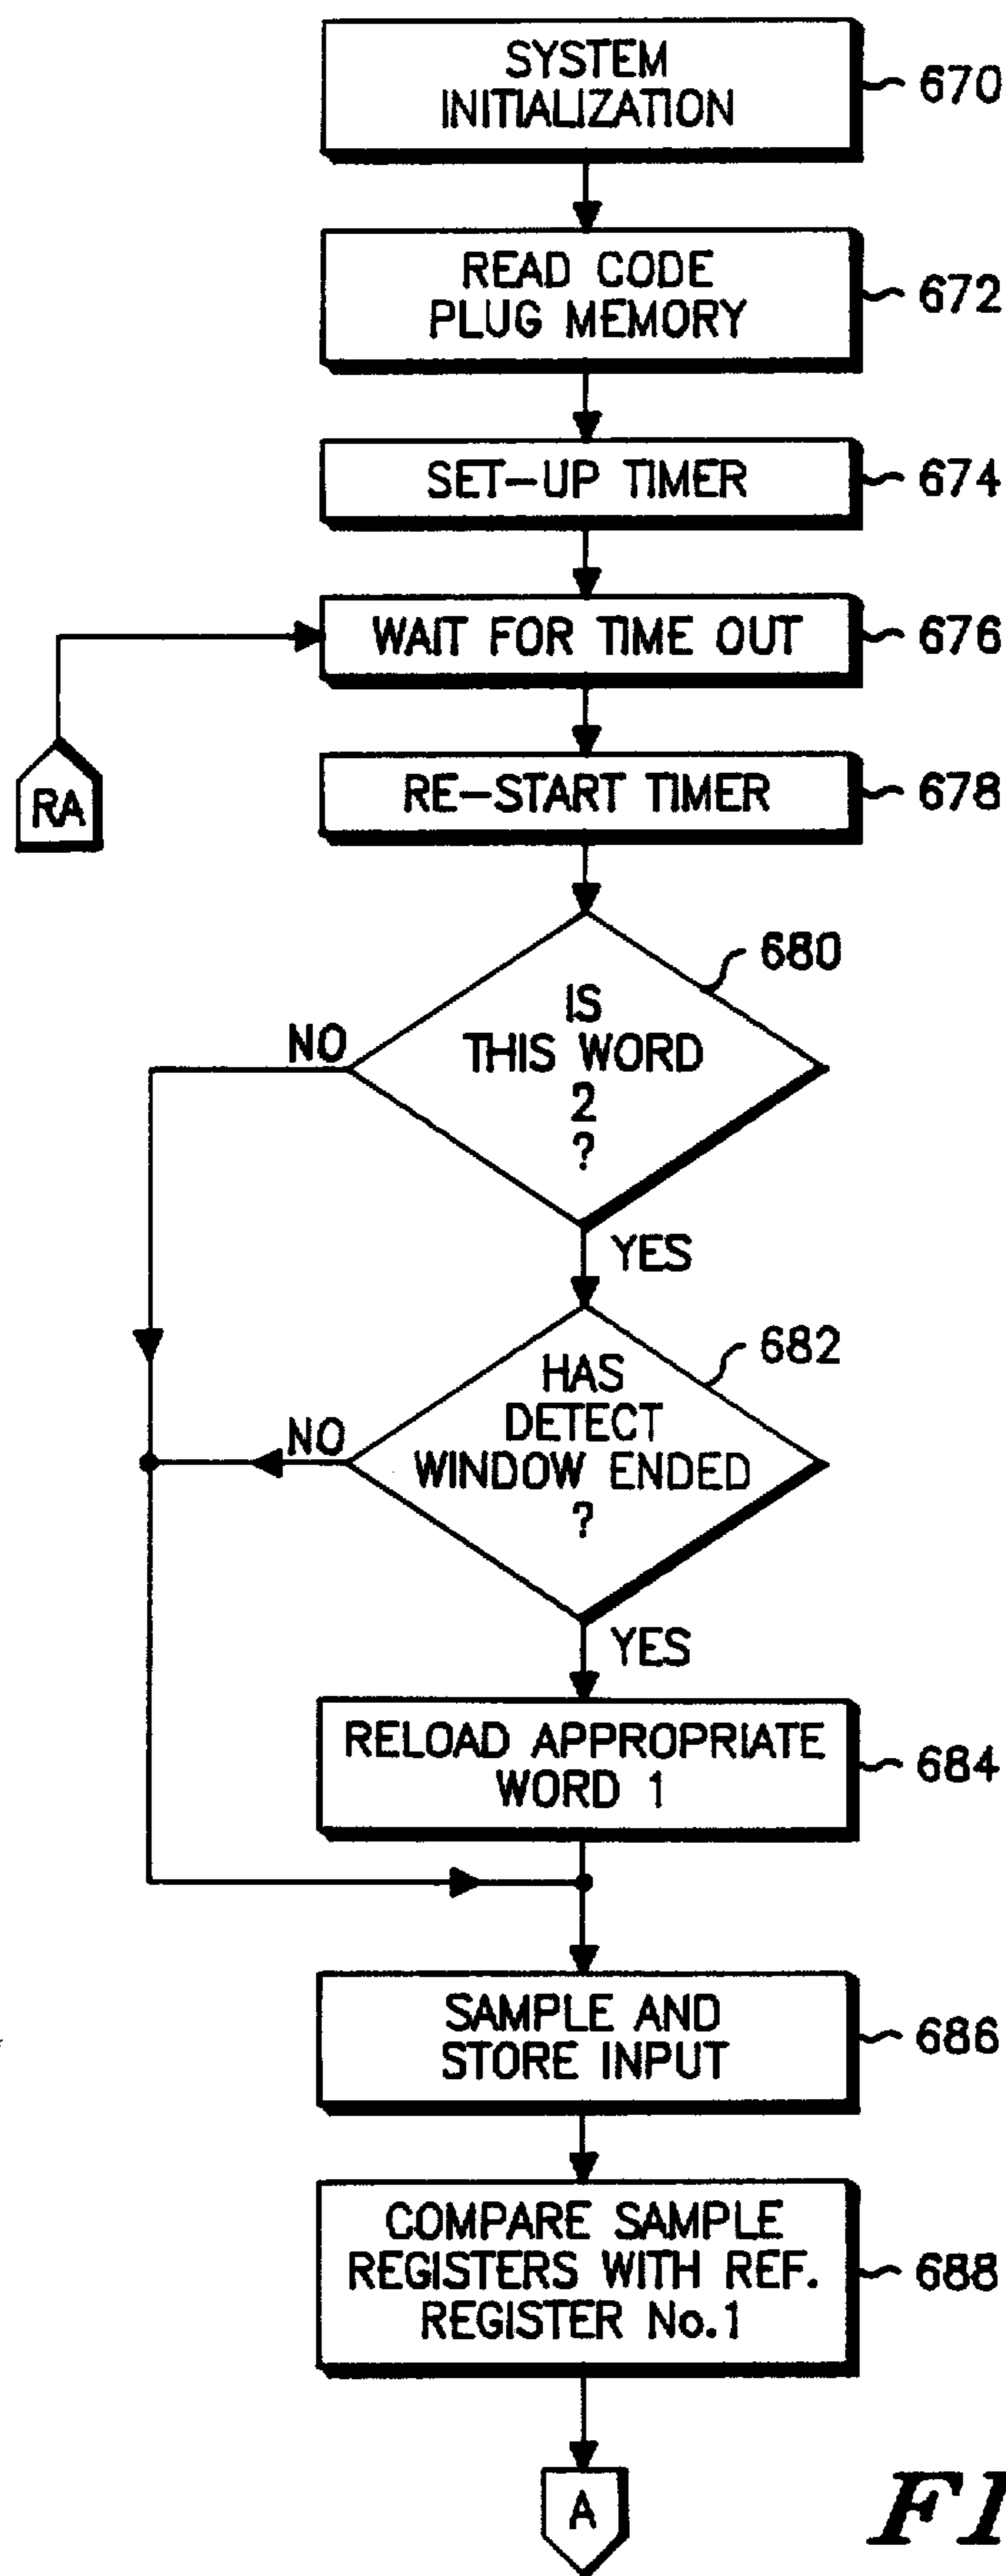 SYSTEM
INITIALIZATION
670
READ CODE
PLUG MEMORY
672
SET-UP TIMER
674
WAIT FOR TIME OUT
676
RA
RE-START TIMER
678
680
IS
THIS WORD
2
?
NO
YES
682
HAS
DETECT
WINDOW ENDED
?
NO
YES
RELOAD APPROPRIATE
WORD 1
684
SAMPLE AND
STORE INPUT
686
COMPARE SAMPLE
REGISTERS WITH REF.
REGISTER No.1
688
A